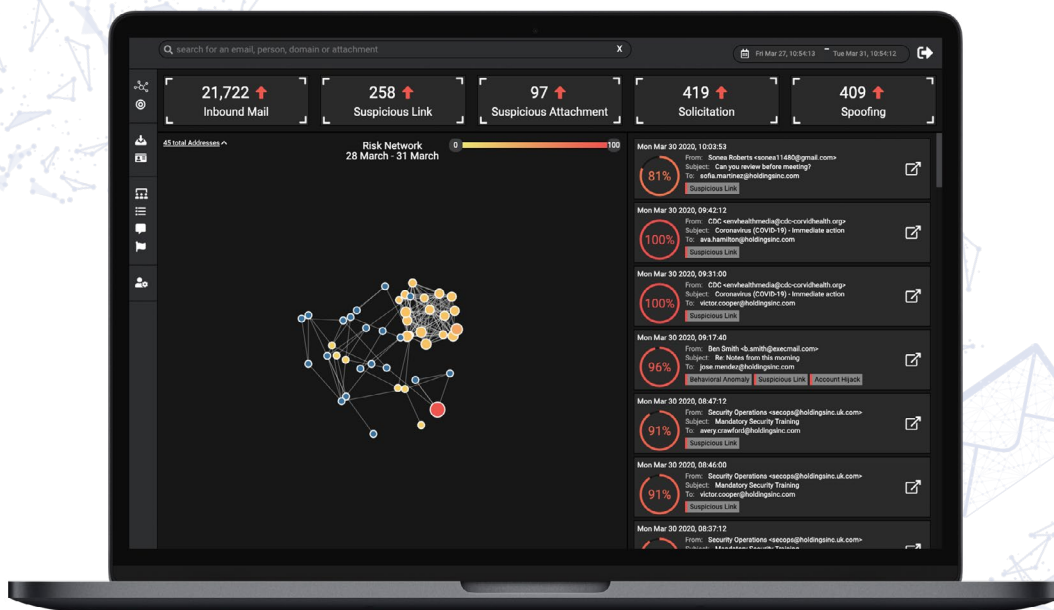 search for an email, person, domain or attachment X
Fri Mar 27, 10:54:13 - Tue Mar 31, 10:54:12
21,722
Inbound Mail
258
Suspicious Link
97
Suspicious Attachment
419
Solicitation
409
Spoofing
45 total Addresses
Risk Network
28 March - 31 March
0 100
Mon Mar 30 2020, 10:03:53
81%
From: Sonea Roberts <sonea11480@gmail.com>
Subject: Can you review before meeting?
To: sofia.martinez@holdingsinc.com
Suspicious Link
Mon Mar 30 2020, 09:42:12
100%
From: CDC <envhealthmedia@cdc-corvidhealth.org>
Subject: Coronavirus (COVID-19) - Immediate action
To: ava.hamilton@holdingsinc.com
Suspicious Link
Mon Mar 30 2020, 09:31:00
100%
From: CDC <envhealthmedia@cdc-corvidhealth.org>
Subject: Coronavirus (COVID-19) - Immediate action
To: victor.cooper@holdingsinc.com
Suspicious Link
Mon Mar 30 2020, 09:17:40
96%
From: Ben Smith <b.smith@execmail.com>
Subject: Re: Notes from this morning
To: jose.mendez@holdingsinc.com
Behavioral Anomaly Suspicious Link Account Hijack
Mon Mar 30 2020, 08:47:12
91%
From: Security Operations <secops@holdingsinc.uk.com>
Subject: Mandatory Security Training
To: avery.crawford@holdingsinc.com
Suspicious Link
Mon Mar 30 2020, 08:46:00
91%
From: Security Operations <secops@holdingsinc.uk.com>
Subject: Mandatory Security Training
To: victor.cooper@holdingsinc.com
Suspicious Link
Mon Mar 30 2020, 08:37:12
From: Security Operations <secops@holdingsinc.uk.com>
Subject: Mandatory Security Training